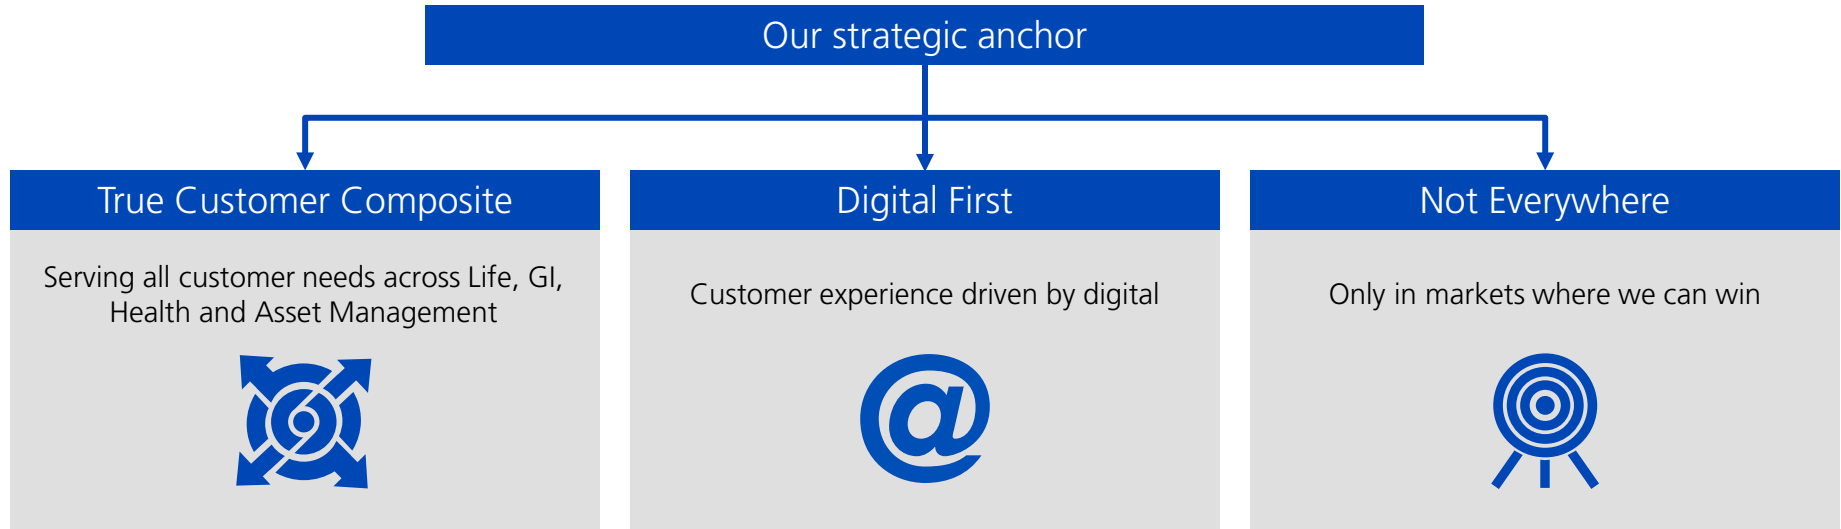 Our strategic anchor
True Customer Composite
Serving all customer needs across Life, GI,
Health and Asset Management
Digital First
Customer experience driven by digital
@
Not Everywhere
Only in markets where we can win